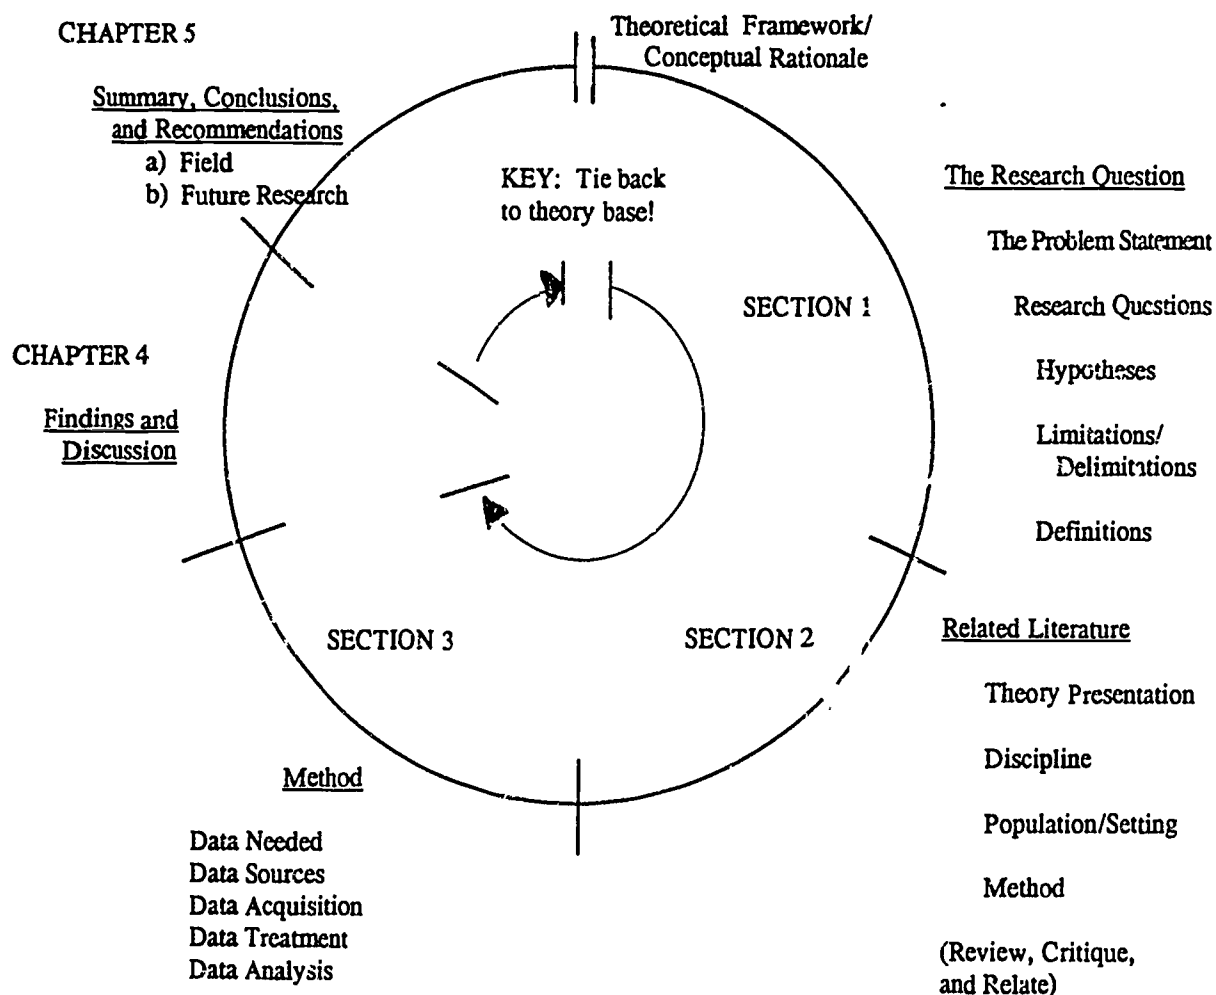 CHAPTER 5
Summary, Conclusions,
and Recommendations
a) Field
b) Future Research
Theoretical Framework/
Conceptual Rationale
KEY: Tie back
to theory base!
The Research Question
The Problem Statement
SECTION 1
Research Questions
CHAPTER 4
Hypotheses
Findings and
Discussion
Limitations/
Delimitations
Definitions
SECTION 3
SECTION 2
Related Literature
Theory Presentation
Discipline
Population/Setting
Method
(Review, Critique,
and Relate)
Method
Data Needed
Data Sources
Data Acquisition
Data Treatment
Data Analysis